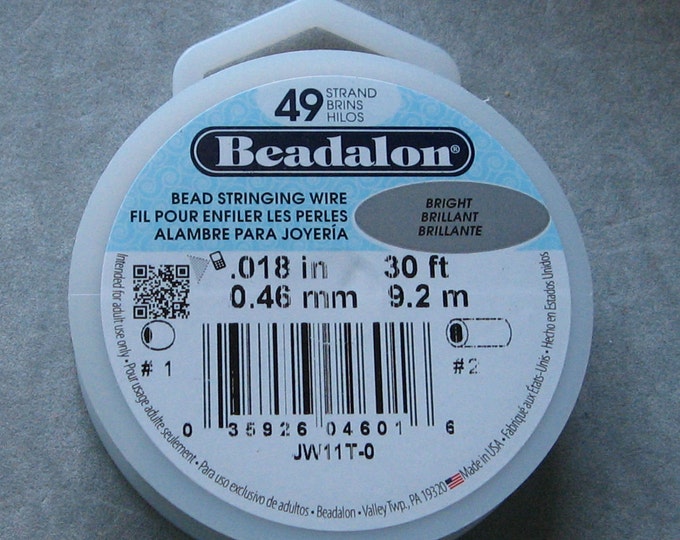 49 STRAND
BRINS
HILOS
Beadalon®
BEAD STRINGING WIRE
FIL POUR ENFILER LES PERLES
ALAMBRE PARA JOYERÍA
BRIGHT
BRILLANT
BRILLANTE
.018 in 30 ft
0.46 mm 9.2 m
# 1
#2
0 35926 04601 6
JW11T-0
Intended for adult use only • Pour usage adulte seulement • Para uso exclusivo de adultos • Beadalon • Valley Twp., PA 19320 Made in USA • Fabriqué aux États-Unis • Hecho en Estados Unidos